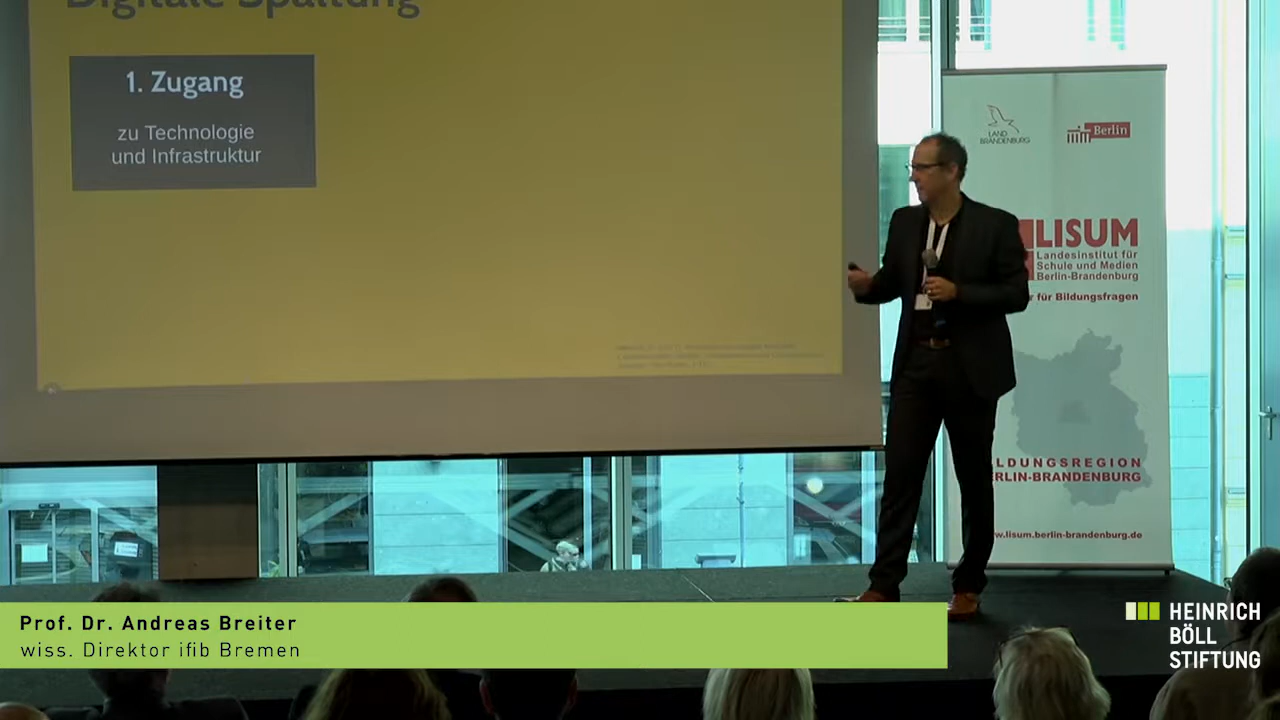 Digitale Spaltung
1. Zugang
zu Technologie
und Infrastruktur
LAND
BRANDENBURG
Berlin
LISUM
Landesinstitut für
Schule und Medien
Berlin-Brandenburg
für Bildungsfragen
LDUNGSREGION
ERLIN-BRANDENBURG
www.lisum.berlin-brandenburg.de
Prof. Dr. Andreas Breiter
wiss. Direktor ifib Bremen
HEINRICH
BÖLL
STIFTUNG